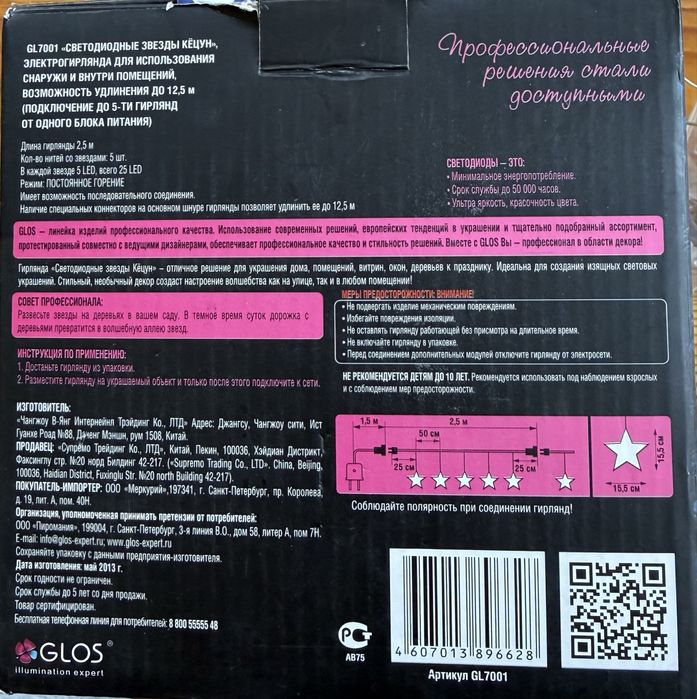 GL7001 «СВЕТОДИОДНЫЕ ЗВЕЗДЫ КЁЦУН»,
ЭЛЕКТРОГИРЛЯНДА ДЛЯ ИСПОЛЬЗОВАНИЯ
СНАРУЖИ И ВНУТРИ ПОМЕЩЕНИЙ,
ВОЗМОЖНОСТЬ УДЛИНЕНИЯ ДО 12,5 м
(ПОДКЛЮЧЕНИЕ ДО 5-ТИ ГИРЛЯНД
ОТ ОДНОГО БЛОКА ПИТАНИЯ)
Профессиональные
решения стали
доступными
Длина гирлянды 2,5 м
Кол-во нитей со звездами: 5 шт.
В каждой звезде 5 LED, всего 25 LED
Режим: ПОСТОЯННОЕ ГОРЕНИЕ
Имеет возможность последовательного соединения.
Наличие специальных коннекторов на основном шнуре гирлянды позволяет удлинить ее до 12,5 м
СВЕТОДИОДЫ – ЭТО:
• Минимальное энергопотребление.
• Срок службы до 50 000 часов.
• Ультра яркость, красочность цвета.
GLOS – линейка изделий профессионального качества. Использование современных решений, европейских тенденций в украшении и тщательно подобранный ассортимент,
протестированный совместно с ведущими дизайнерами, обеспечивает профессиональное качество и стильность решений. Вместе с GLOS Вы – профессионал в области декора!
Гирлянда «Светодиодные звезды Кёцун» – отличное решение для украшения дома, помещений, витрин, окон, деревьев к празднику. Идеальна для создания изящных световых
украшений. Стильный, необычный декор создаст настроение волшебства как на улице, так и в любом помещении!
СОВЕТ ПРОФЕССИОНАЛА:
Развесьте звезды на деревьях в вашем саду. В темное время суток дорожка с
деревьями превратится в волшебную аллею звезд.
ИНСТРУКЦИЯ ПО ПРИМЕНЕНИЮ:
1. Достаньте гирлянду из упаковки.
2. Разместите гирлянду на украшаемый объект и только после этого подключите к сети.
МЕРЫ ПРЕДОСТОРОЖНОСТИ: ВНИМАНИЕ!
• Не подвергать изделие механическим повреждениям.
• Избегайте повреждения изоляции.
• Не оставлять гирлянду работающей без присмотра на длительное время.
• Не включайте гирлянду в упаковке.
• Перед соединением дополнительных модулей отключите гирлянду от электросети.
НЕ РЕКОМЕНДУЕТСЯ ДЕТЯМ ДО 10 ЛЕТ. Рекомендуется использовать под наблюдением взрослых
и с соблюдением мер предосторожности.
ИЗГОТОВИТЕЛЬ:
«Чангжоу В-Янг Интернейнл Трэйдинг Ко., ЛТД» Адрес: Джангсу, Чангжоу сити, Ист
Гуанхе Роад №88, Дэченг Мэншн, рум 1508, Китай.
ПРОДАВЕЦ: «Супремо Трейдинг Ко., ЛТД», Китай, Пекин, 100036, Хэйдиан Дистрикт,
Факсинглу стр. №20 норд Билдинг 42-217. («Supremo Trading Co., LTD». China, Beijing,
100036, Haidian District, Fuxinglu Str. №20 north Building 42-217).
ПОКУПАТЕЛЬ-ИМПОРТЕР: ООО «Меркурий»,197341, г. Санкт-Петербург, пр. Королева,
д. 19, лит. А, пом. 40Н.
Организация, уполномоченная принимать претензии от потребителей:
ООО «Пиромания», 199004, г. Санкт-Петербург, 3-я линия В.О., дом 58, литер А, пом 7Н.
E-mail: info@glos-expert.ru; www.glos-expert.ru
Сохраняйте упаковку с данными предприятия-изготовителя.
Дата изготовления: май 2013 г.
Срок годности не ограничен.
Срок службы до 5 лет со дня продажи.
Товар сертифицирован.
Бесплатная телефонная линия для потребителей: 8 800 55555 48
1,5 м
2,5 м
50 см
25 см
25 см
15,5 см
15,5 см
Соблюдайте полярность при соединении гирлянд!
GLOS
illumination expert
РСТ
АВ75
4 607013 896628
Артикул GL7001